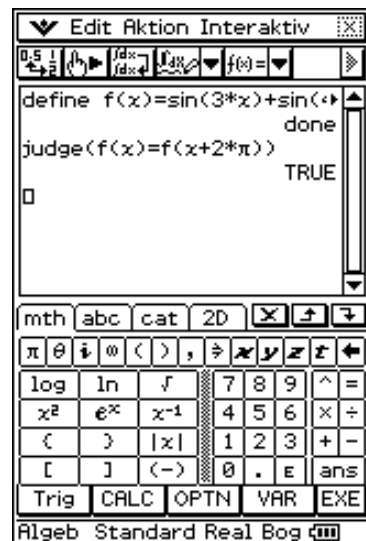 Edit Aktion Interaktiv
define f(x)=sin(3*x)+sin(
done
judge(f(x)=f(x+2*π))
TRUE
mth abc cat 2D
π θ i ∞ ( ) , ⇒ x y z t ←
log ln √ 7 8 9 ^ =
x² eˣ x⁻¹ 4 5 6 × ÷
( ) |x| 1 2 3 + −
[ ] (−) 0 . E ans
Trig CALC OPTN VAR EXE
Algeb Standard Real Bog